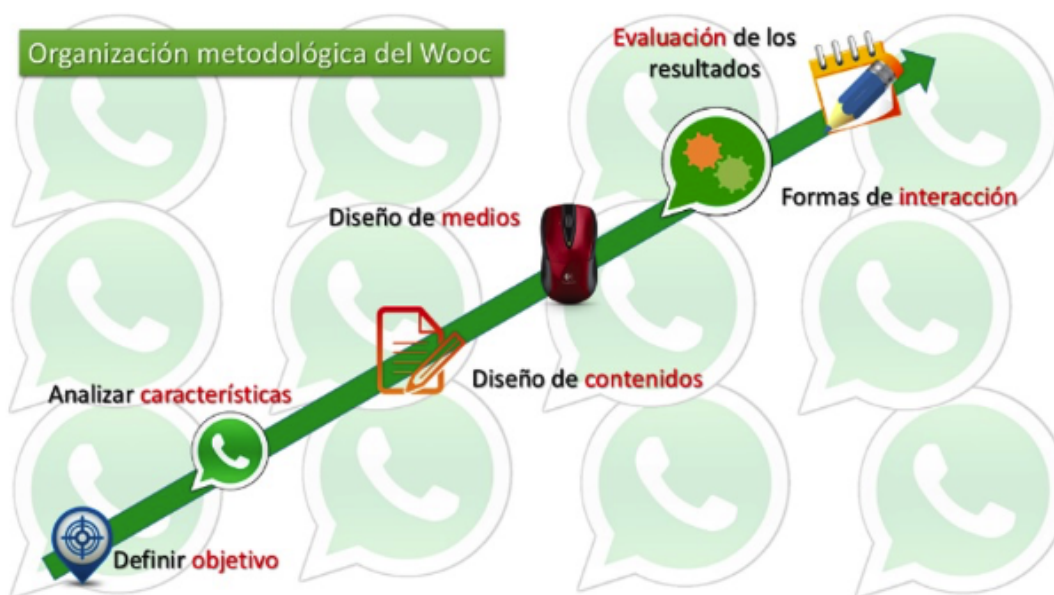 Organización metodológica del Wooc
Evaluación de los
resultados
Formas de interacción
Diseño de medios
Diseño de contenidos
Analizar características
Definir objetivo